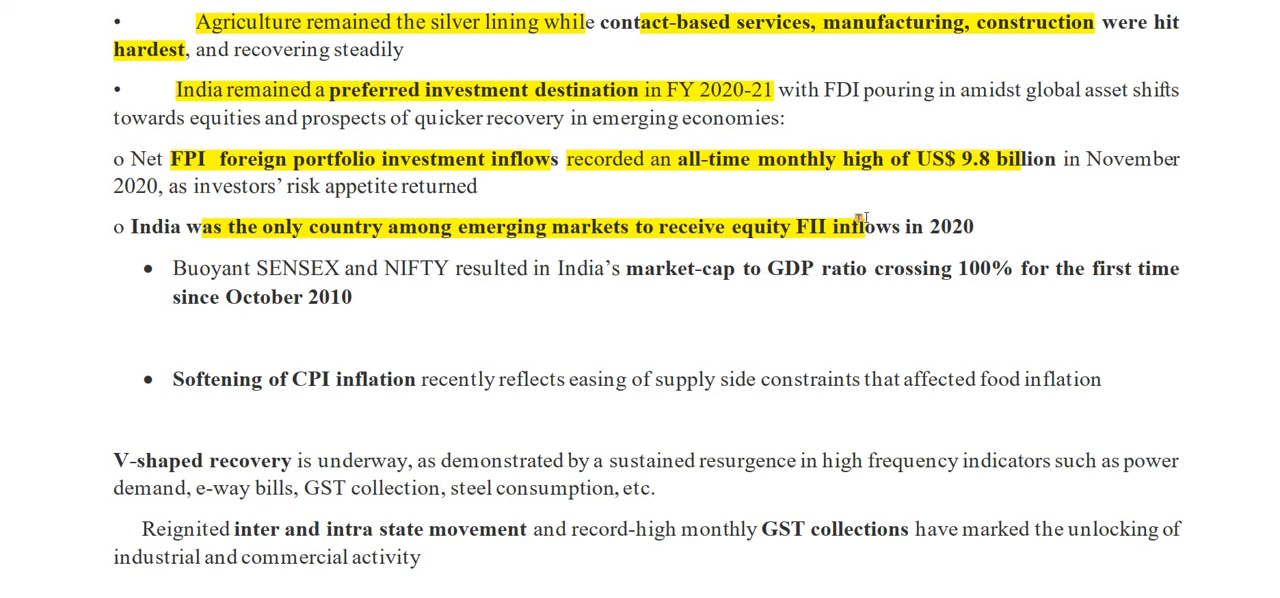 • Agriculture remained the silver lining while contact-based services, manufacturing, construction were hit
hardest, and recovering steadily
• India remained a preferred investment destination in FY 2020-21 with FDI pouring in amidst global asset shifts
towards equities and prospects of quicker recovery in emerging economies:
o Net FPI foreign portfolio investment inflows recorded an all-time monthly high of US$ 9.8 billion in November
2020, as investors’ risk appetite returned
o India was the only country among emerging markets to receive equity FII inflows in 2020
• Buoyant SENSEX and NIFTY resulted in India’s market-cap to GDP ratio crossing 100% for the first time
since October 2010
• Softening of CPI inflation recently reflects easing of supply side constraints that affected food inflation
V-shaped recovery is underway, as demonstrated by a sustained resurgence in high frequency indicators such as power
demand, e-way bills, GST collection, steel consumption, etc.
Reignited inter and intra state movement and record-high monthly GST collections have marked the unlocking of
industrial and commercial activity